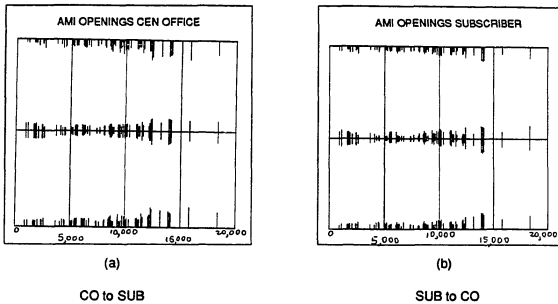 AMI OPENINGS CEN OFFICE
0 5,000 10,000 15,000 20,000
(a)
CO to SUB
AMI OPENINGS SUBSCRIBER
0 5,000 10,000 15,000 20,000
(b)
SUB to CO